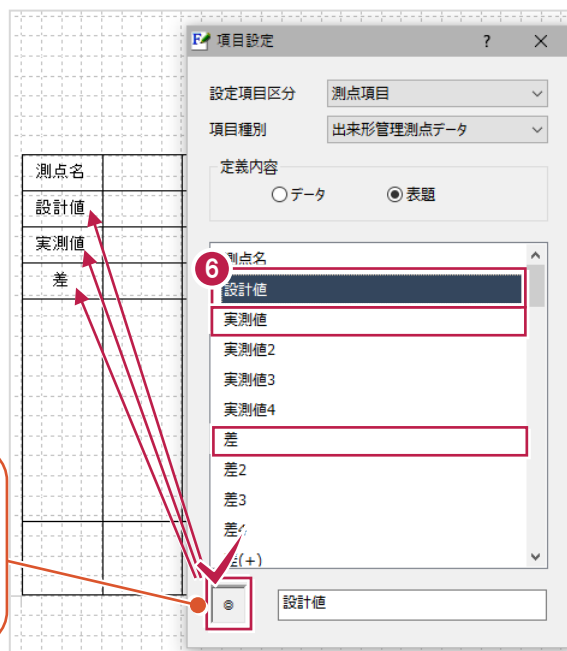 項目設定 ? ×
設定項目区分 測点項目
項目種別 出来形管理測点データ
定義内容
データ 表題
測点名
設計値
実測値
差
6
測点名
設計値
実測値
実測値2
実測値3
実測値4
差
差2
差3
差4
差(+)
◎ 設計値